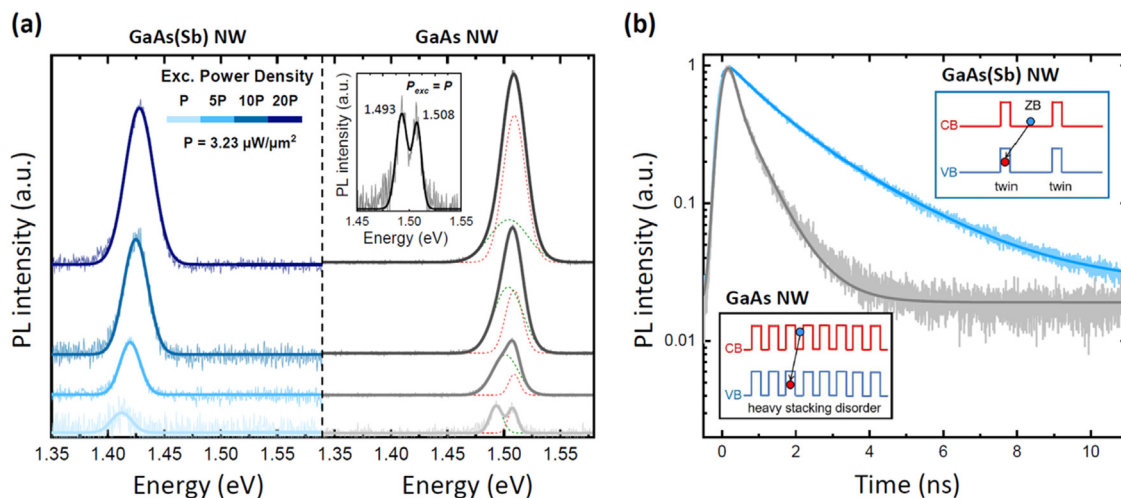 (a)
GaAs(Sb) NW
GaAs NW
Exc. Power Density
P 5P 10P 20P
P = 3.23 μW/μm²
PL intensity (a.u.)
1.35 1.40 1.45 1.50 1.35 1.40 1.45 1.50 1.55
Energy (eV)
Energy (eV)
P_exc = P
1.493
1.508
PL intensity (a.u.)
1.45 1.50 1.55
Energy (eV)
(b)
PL intensity (a.u.)
1
0.1
0.01
0 2 4 6 8 10
Time (ns)
GaAs(Sb) NW
ZB
CB
VB
twin twin
GaAs NW
CB
VB
heavy stacking disorder